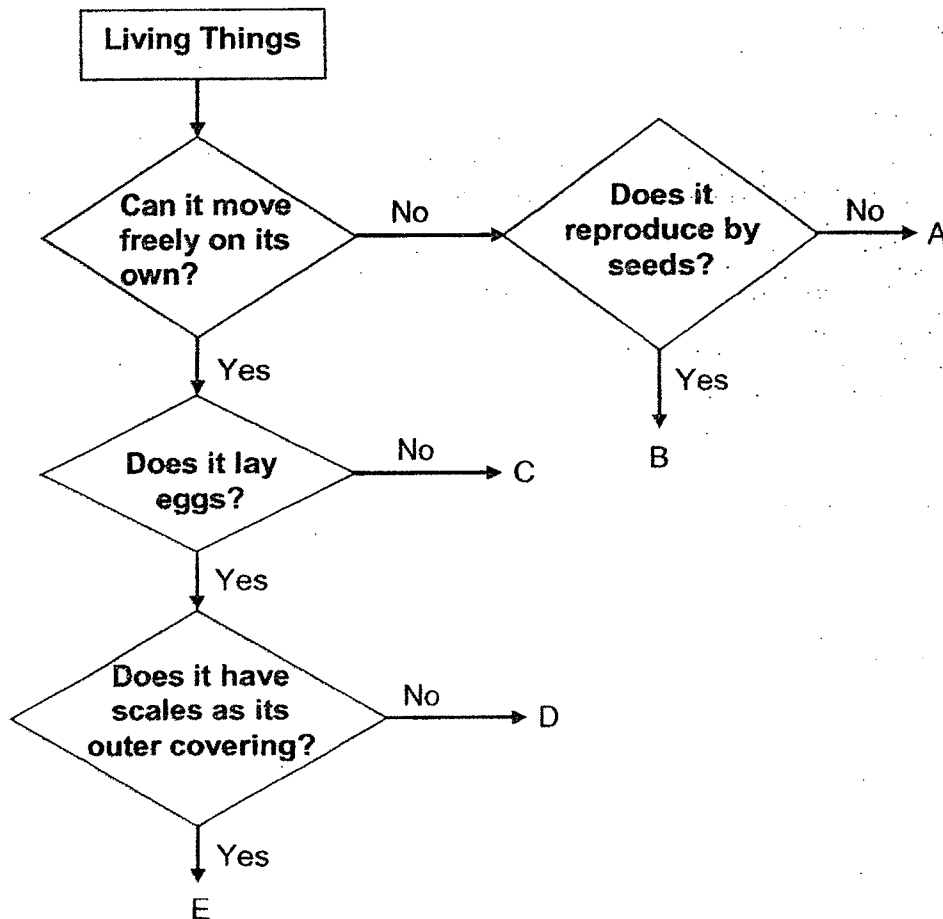 Living Things
Can it move
freely on its
own?
No
Does it
reproduce by
seeds?
No
A
Yes
B
Yes
Does it lay
eggs?
No
C
Yes
Does it have
scales as its
outer covering?
No
D
Yes
E